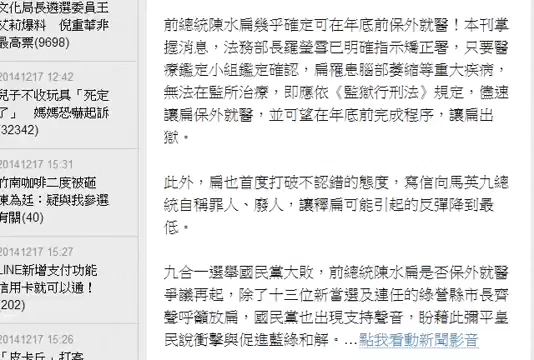 文化局長遴選委員王
文莉爆料 倪重華非
最高票(9698)
20141217 12:42
兒子不收玩具「死定
了」 媽媽恐嚇起訴
(32342)
20141217 15:31
竹南咖啡二度被砸
陳為廷：疑與我參選
有關(40)
20141217 15:27
LINE新增支付功能
信用卡就可以通！
(202)
20141217 15:26
「皮卡丘」打高
前總統陳水扁幾乎確定可在年底前保外就醫！本刊掌
握消息，法務部長羅瑩雪已明確指示矯正署，只要醫
療鑑定小組鑑定確認，扁罹患腦部萎縮等重大疾病，
無法在監所治療，即應依《監獄行刑法》規定，儘速
讓扁保外就醫，並可望在年底前完成程序，讓扁出
獄。
此外，扁也首度打破不認錯的態度，寫信向馬英九總
統自稱罪人、廢人，讓釋扁可能引起的反彈降到最
低。
九合一選舉國民黨大敗，前總統陳水扁是否保外就醫
爭議再起，除了十三位新當選及連任的綠營縣市長齊
聲呼籲放扁，國民黨也出現支持聲音，盼藉此彌平皇
民說衝擊與促進藍綠和解。…點我看動新聞影音